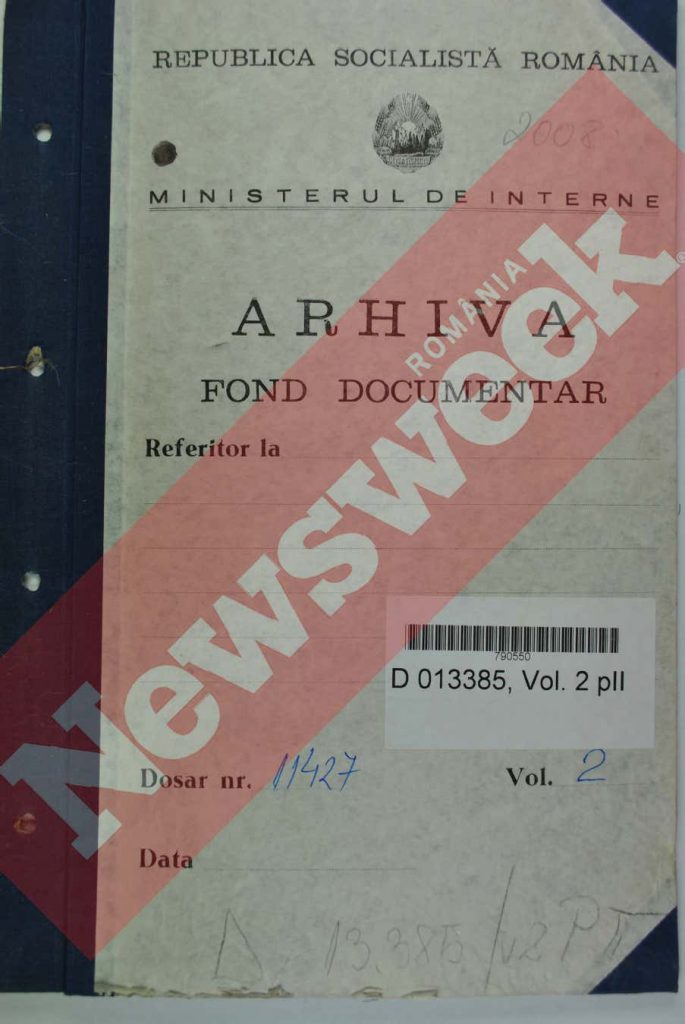 REPUBLICA SOCIALISTĂ ROMÂNIA
2008
MINISTERUL DE INTERNE
ARHIVA
FOND DOCUMENTAR
Referitor la
790550
D 013385, Vol. 2 pII
Dosar nr. 11427 Vol. 2
Data
D. 13.385/v2 PII
Newsweek
ROMÂNIA